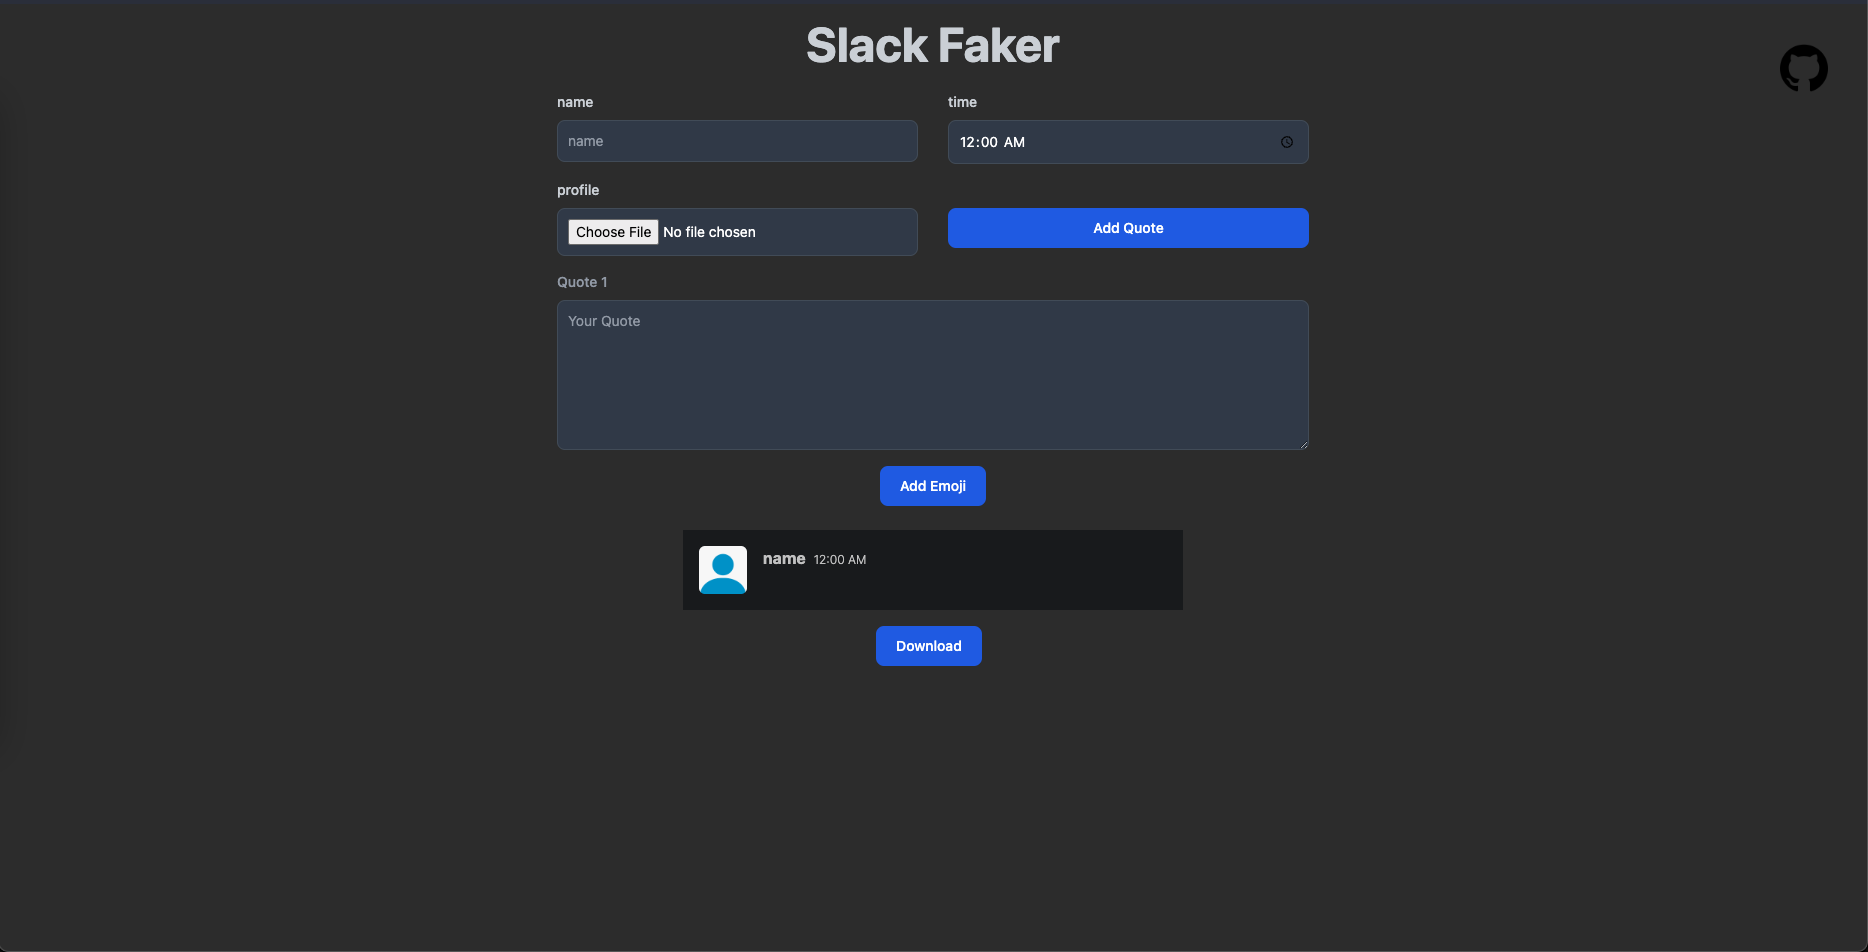 Slack Faker
name
time
name
12:00 AM
profile
Choose File No file chosen
Add Quote
Quote 1
Your Quote
Add Emoji
name 12:00 AM
Download